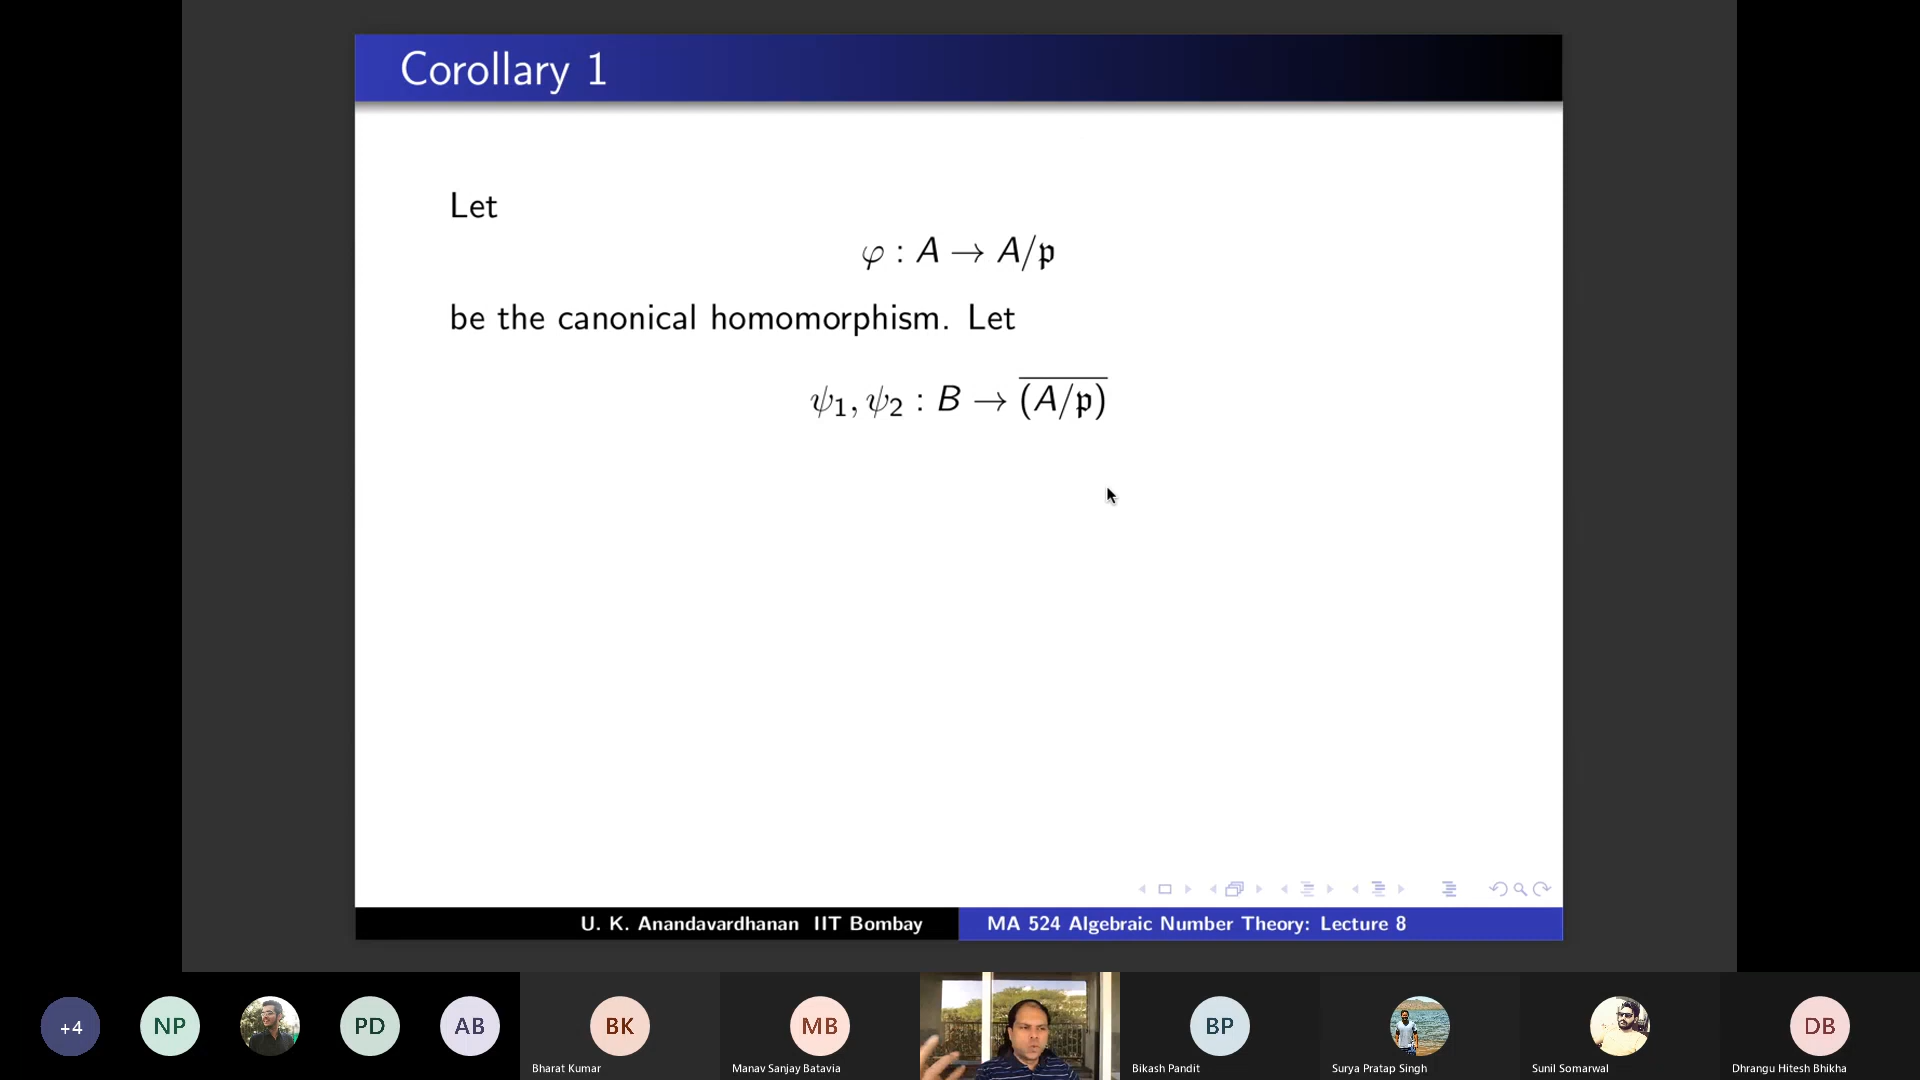 Corollary 1
Let
φ : A → A/𝔭
be the canonical homomorphism. Let
ψ₁, ψ₂ : B → \overline{(A/𝔭)}
U. K. Anandavardhanan IIT Bombay
MA 524 Algebraic Number Theory: Lecture 8
+4
NP
PD
AB
BK
MB
BP
DB
Bharat Kumar
Manav Sanjay Batavia
Bikash Pandit
Surya Pratap Singh
Sunil Somarwal
Dhrangu Hitesh Bhikha